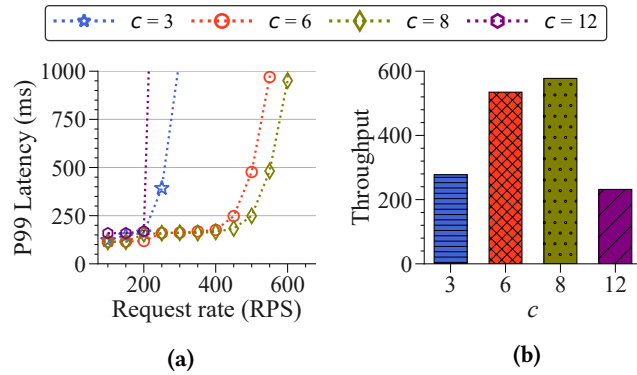 c = 3 c = 6 c = 8 c = 12
P99 Latency (ms)
1000
750
500
250
0
0 200 400 600
Request rate (RPS)
(a)
Throughput
600
400
200
0
3 6 8 12
c
(b)